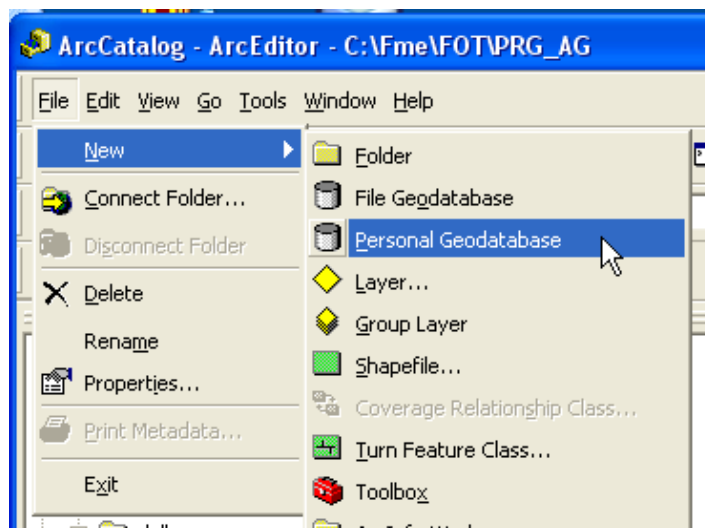 ArcCatalog - ArcEditor - C:\Fme\FOT\PRG_AG
File Edit View Go Tools Window Help
New
Connect Folder...
Disconnect Folder
Delete
Rename
Properties...
Print Metadata...
Exit
Folder
File Geodatabase
Personal Geodatabase
Layer...
Group Layer
Shapefile...
Coverage Relationship Class...
Turn Feature Class...
Toolbox